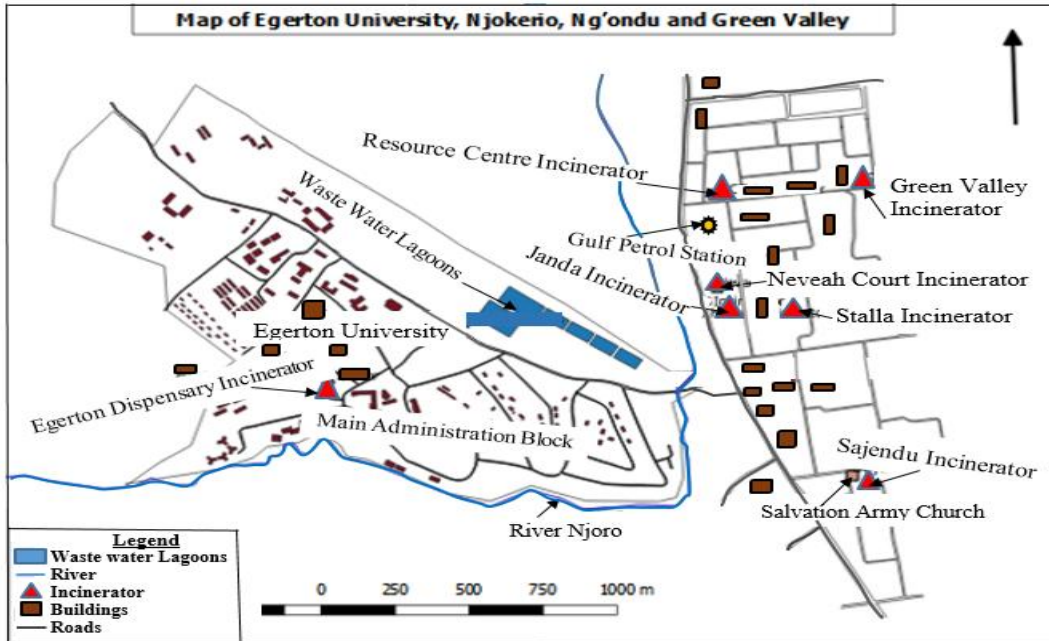 Map of Egerton University, Njokerio, Ng'ondu and Green Valley
Resource Centre Incinerator
Green Valley
Incinerator
Waste Water Lagoons
Gulf Petrol Station
Janda Incinerator
Neveah Court Incinerator
Stalla Incinerator
Egerton University
Egerton Dispensary Incinerator
Main Administration Block
Sajendu Incinerator
Salvation Army Church
River Njoro
Legend
Waste water Lagoons
River
Incinerator
Buildings
Roads
0 250 500 750 1000 m